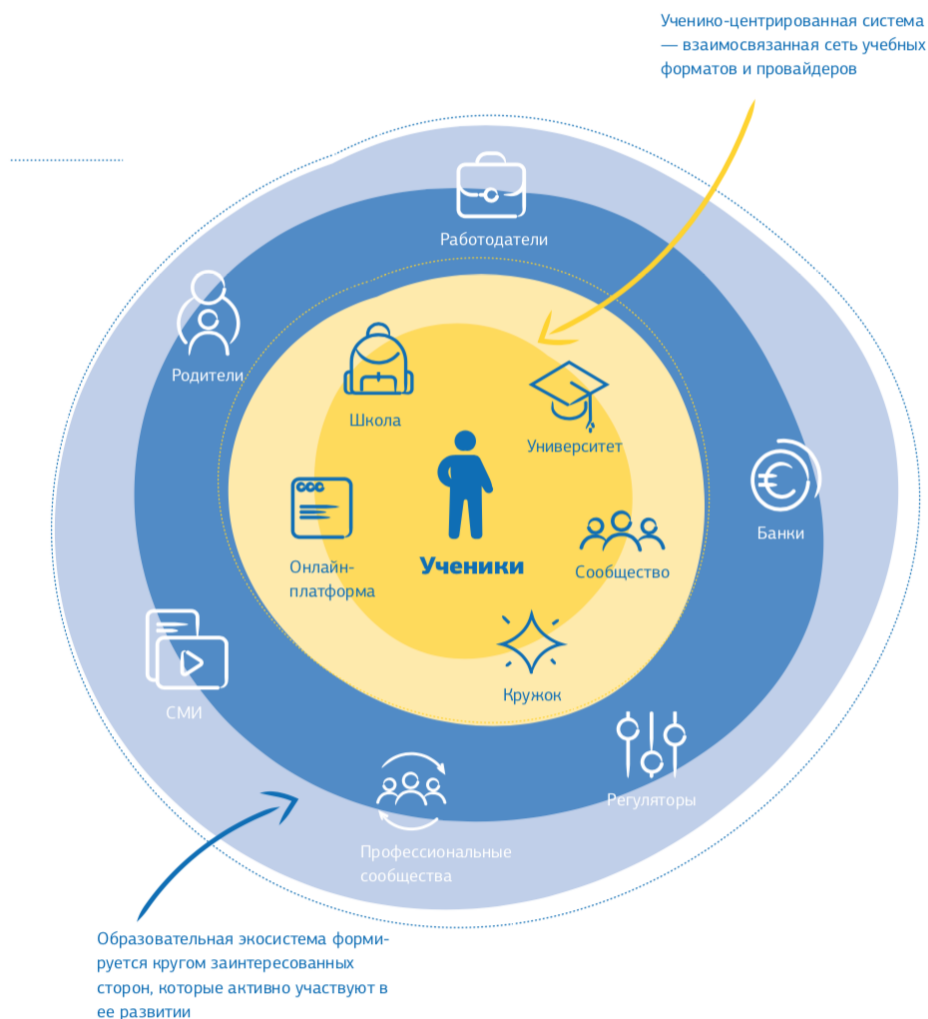 Ученико-центрированная система
— взаимосвязанная сеть учебных
форматов и провайдеров
Работодатели
Родители
Школа
Университет
Банки
Онлайн-
платформа
Ученики
Сообщество
Кружок
СМИ
Регуляторы
Профессиональные
сообщества
Образовательная экосистема форми-
руется кругом заинтересованных
сторон, которые активно участвуют в
ее развитии